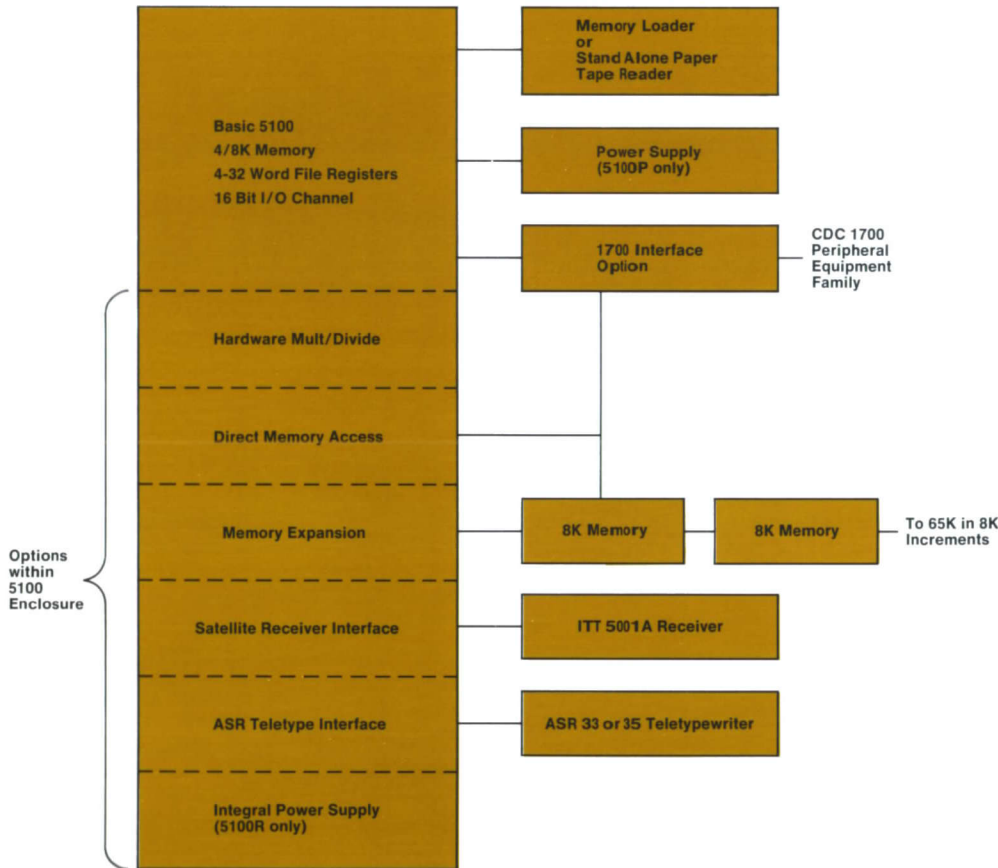 Memory Loader
or
Stand Alone Paper
Tape Reader
Basic 5100
4/8K Memory
4-32 Word File Registers
16 Bit I/O Channel
Power Supply
(5100P only)
1700 Interface
Option
CDC 1700
Peripheral
Equipment
Family
Hardware Mult/Divide
Direct Memory Access
Memory Expansion
8K Memory
8K Memory
To 65K in 8K
Increments
Options
within
5100
Enclosure
Satellite Receiver Interface
ITT 5001A Receiver
ASR Teletype Interface
ASR 33 or 35 Teletypewriter
Integral Power Supply
(5100R only)